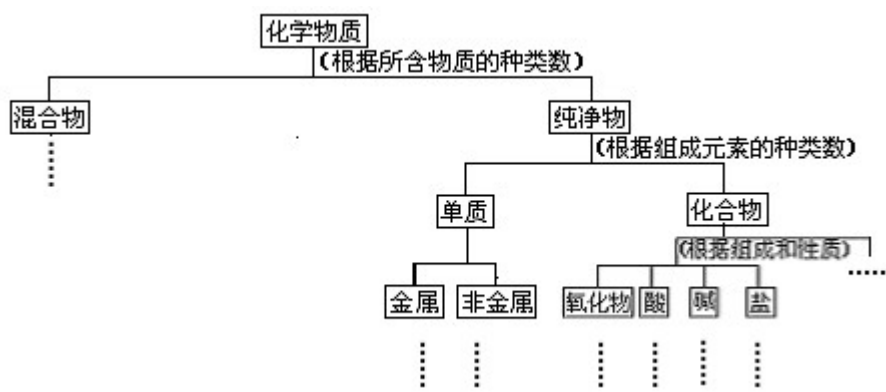 化学物质
(根据所含物质的种类数)
混合物
纯净物
(根据组成元素的种类数)
单质
化合物
(根据组成和性质)
金属
非金属
氧化物
酸
碱
盐